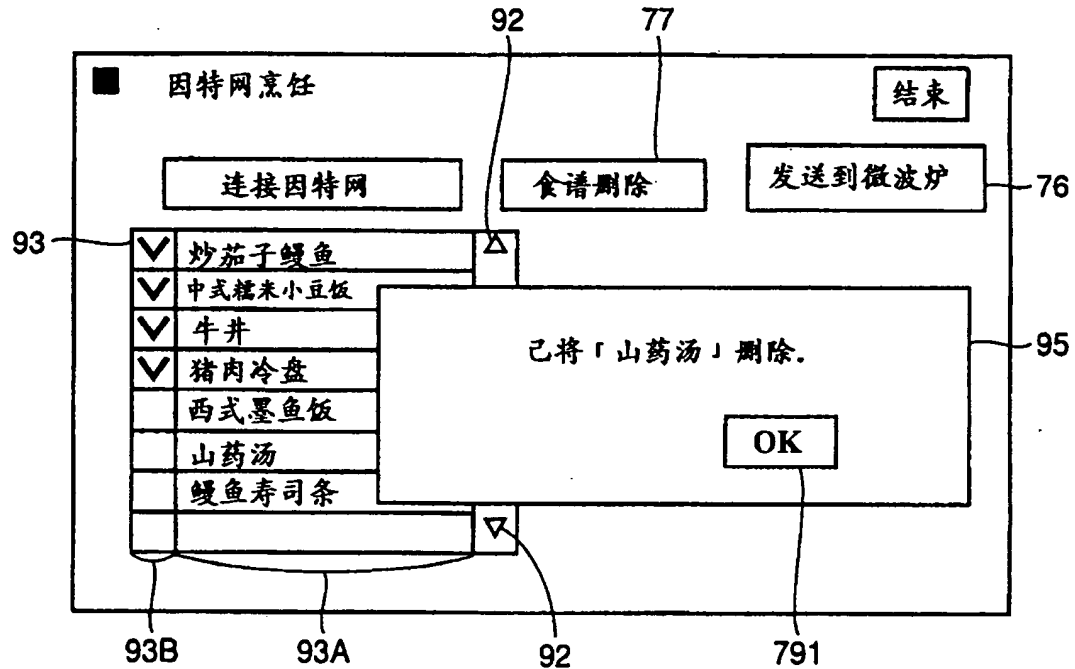 92
77
因特网烹饪
结束
连接因特网
食谱删除
发送到微波炉
76
93
炒茄子鳗鱼
中式糯米小豆饭
牛井
猪肉冷盘
西式墨鱼饭
山药汤
鳗鱼寿司条
已将「山药汤」删除.
95
OK
93B
93A
92
791